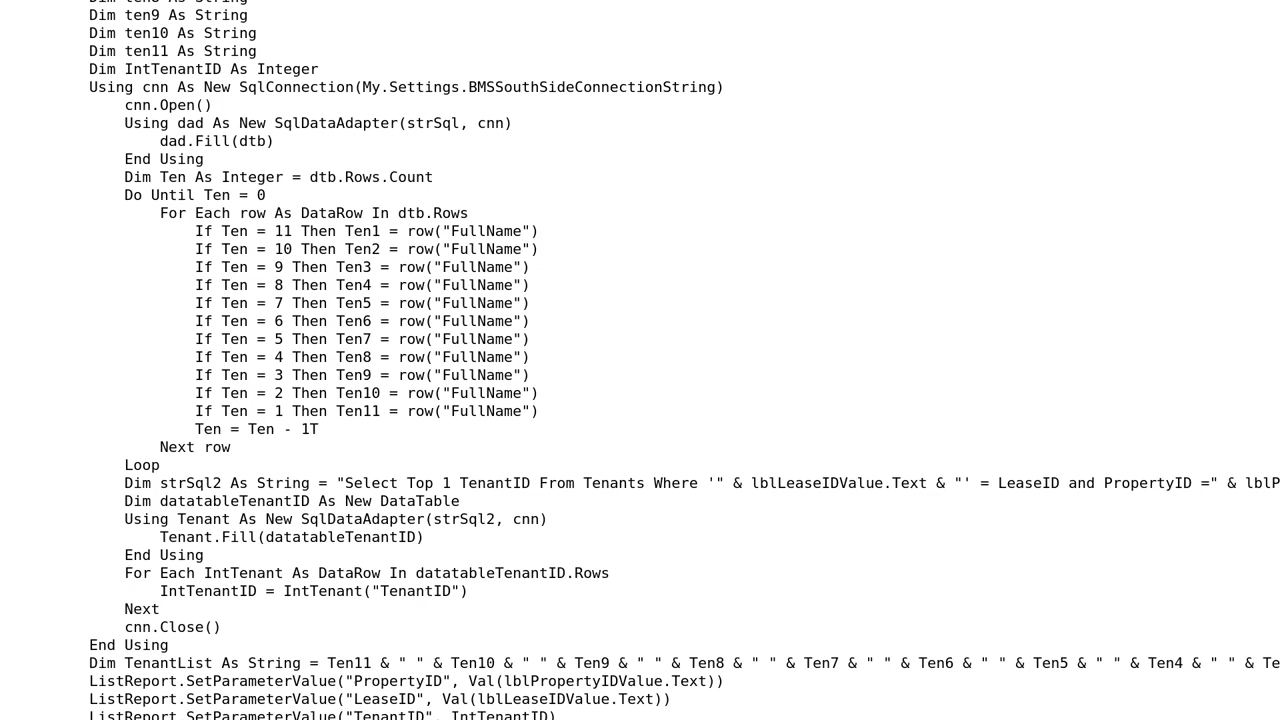 Dim ten8 As String
Dim ten9 As String
Dim ten10 As String
Dim ten11 As String
Dim IntTenantID As Integer
Using cnn As New SqlConnection(My.Settings.BMSSouthSideConnectionString)
cnn.Open()
Using dad As New SqlDataAdapter(strSql, cnn)
dad.Fill(dtb)
End Using
Dim Ten As Integer = dtb.Rows.Count
Do Until Ten = 0
For Each row As DataRow In dtb.Rows
If Ten = 11 Then Ten1 = row("FullName")
If Ten = 10 Then Ten2 = row("FullName")
If Ten = 9 Then Ten3 = row("FullName")
If Ten = 8 Then Ten4 = row("FullName")
If Ten = 7 Then Ten5 = row("FullName")
If Ten = 6 Then Ten6 = row("FullName")
If Ten = 5 Then Ten7 = row("FullName")
If Ten = 4 Then Ten8 = row("FullName")
If Ten = 3 Then Ten9 = row("FullName")
If Ten = 2 Then Ten10 = row("FullName")
If Ten = 1 Then Ten11 = row("FullName")
Ten = Ten - 1T
Next row
Loop
Dim strSql2 As String = "Select Top 1 TenantID From Tenants Where '" & lblLeaseIDValue.Text & "' = LeaseID and PropertyID =" & lblP
Dim datatableTenantID As New DataTable
Using Tenant As New SqlDataAdapter(strSql2, cnn)
Tenant.Fill(datatableTenantID)
End Using
For Each IntTenant As DataRow In datatableTenantID.Rows
IntTenantID = IntTenant("TenantID")
Next
cnn.Close()
End Using
Dim TenantList As String = Ten11 & " " & Ten10 & " " & Ten9 & " " & Ten8 & " " & Ten7 & " " & Ten6 & " " & Ten5 & " " & Ten4 & " " & Te
ListReport.SetParameterValue("PropertyID", Val(lblPropertyIDValue.Text))
ListReport.SetParameterValue("LeaseID", Val(lblLeaseIDValue.Text))
ListReport.SetParameterValue("TenantID", IntTenantID)